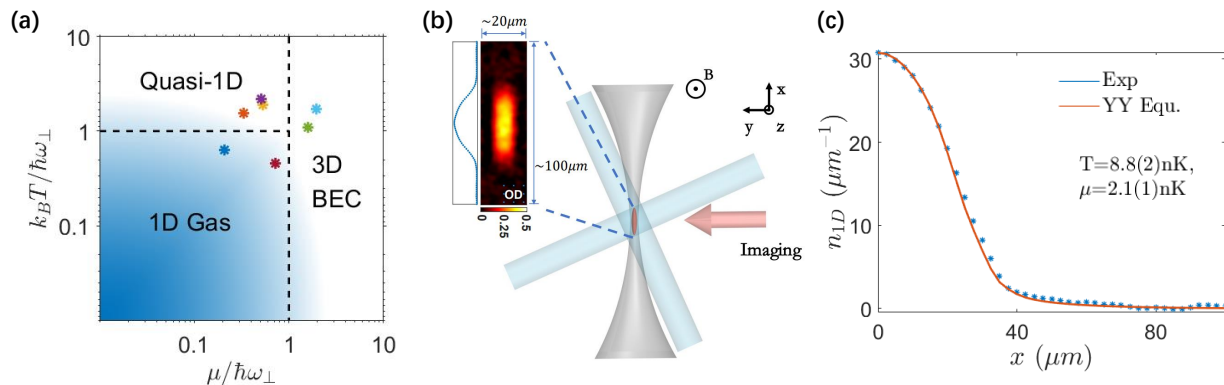 (a)
10
1
0.1
k_BT/ħω_⊥
Quasi-1D
1D Gas
3D
BEC
0.1
1
10
μ/ħω_⊥
(b)
~20μm
~100μm
OD
0
0.25
0.5
B
x
y
z
Imaging
(c)
30
20
10
0
n_{1D} (μm^{-1})
Exp
YY Equ.
T=8.8(2)nK,
μ=2.1(1)nK
0
40
80
x (μm)